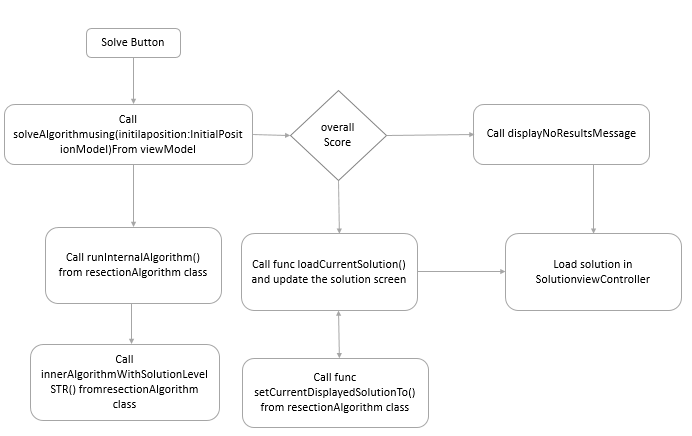 Solve Button
Call
solveAlgorithmusing(initilaposition:InitialPosit
ionModel)From viewModel
overall
Score
Call displayNoResultsMessage
Call runInternalAlgorithm()
from resectionAlgorithm class
Call func loadCurrentSolution()
and update the solution screen
Load solution in
SolutionviewController
Call
innerAlgorithmWithSolutionLevel
STR() fromresectionAlgorithm
class
Call func
setCurrentDisplayedSolutionTo()
from resectionAlgorithm class